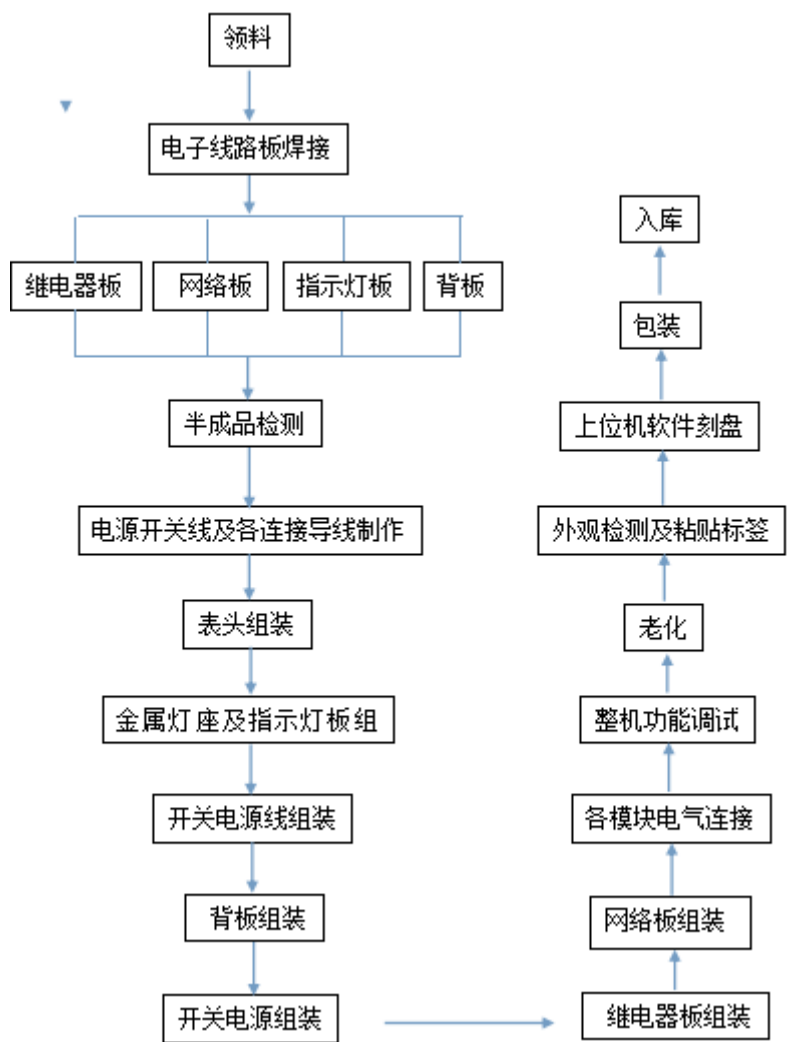 领料
电子线路板焊接
继电器板
网络板
指示灯板
背板
半成品检测
电源开关线及各连接导线制作
表头组装
金属灯座及指示灯板组
开关电源线组装
背板组装
开关电源组装
继电器板组装
网络板组装
各模块电气连接
整机功能调试
老化
外观检测及粘贴标签
上位机软件刻盘
包装
入库